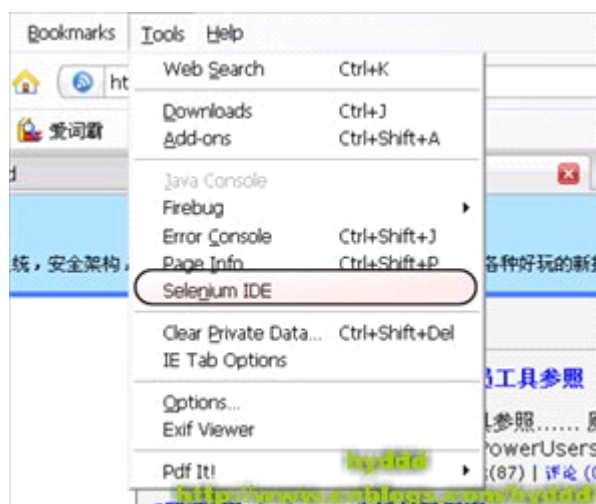 Bookmarks Tools Help
Web Search Ctrl+K
ht
Downloads Ctrl+J
爱词霸
Add-ons Ctrl+Shift+A
Java Console
Firebug
Error Console Ctrl+Shift+J
统，安全架构，
Page Info Ctrl+Shift+P
各种好玩的新
Selenium IDE
Clear Private Data... Ctrl+Shift+Del
IE Tab Options
工具参照
Options...
参照......
Exif Viewer
PowerUsers
hyddd
Pdf It!
(87) | 评论 (0
http://www.cnblogs.com/hyddd